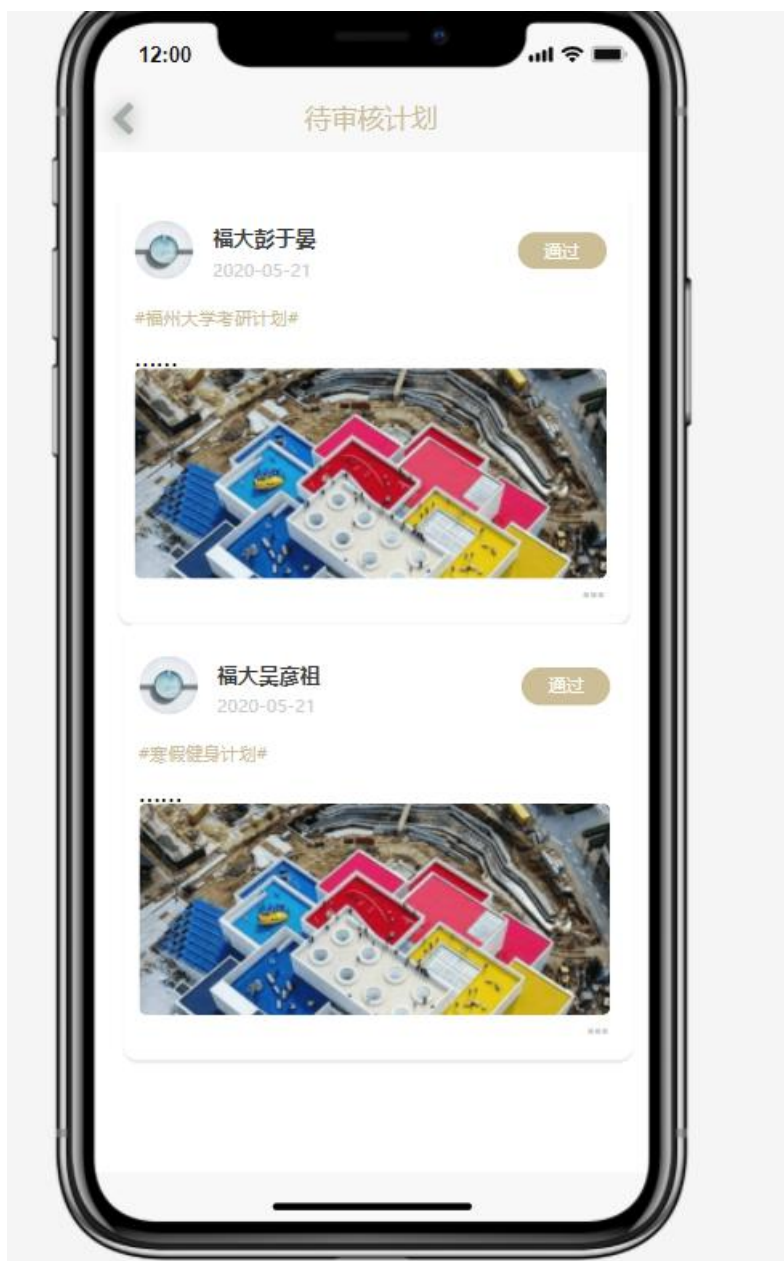 12:00
待审核计划
福大彭于晏
2020-05-21
通过
#福州大学考研计划#
......
福大吴彦祖
2020-05-21
通过
#寒假健身计划#
......